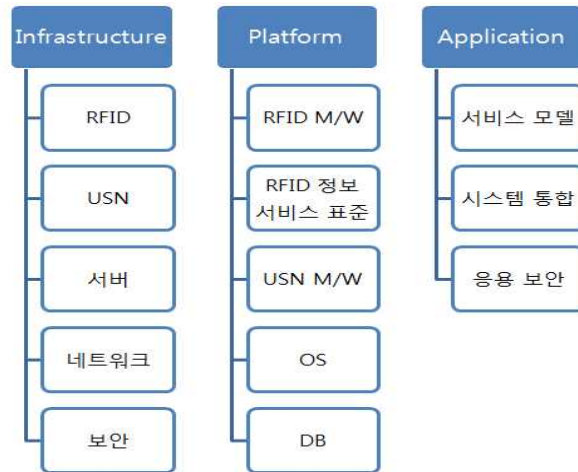 Infrastructure
RFID
USN
서버
네트워크
보안
Platform
RFID M/W
RFID 정보
서비스 표준
USN M/W
OS
DB
Application
서비스 모델
시스템 통합
응용 보안